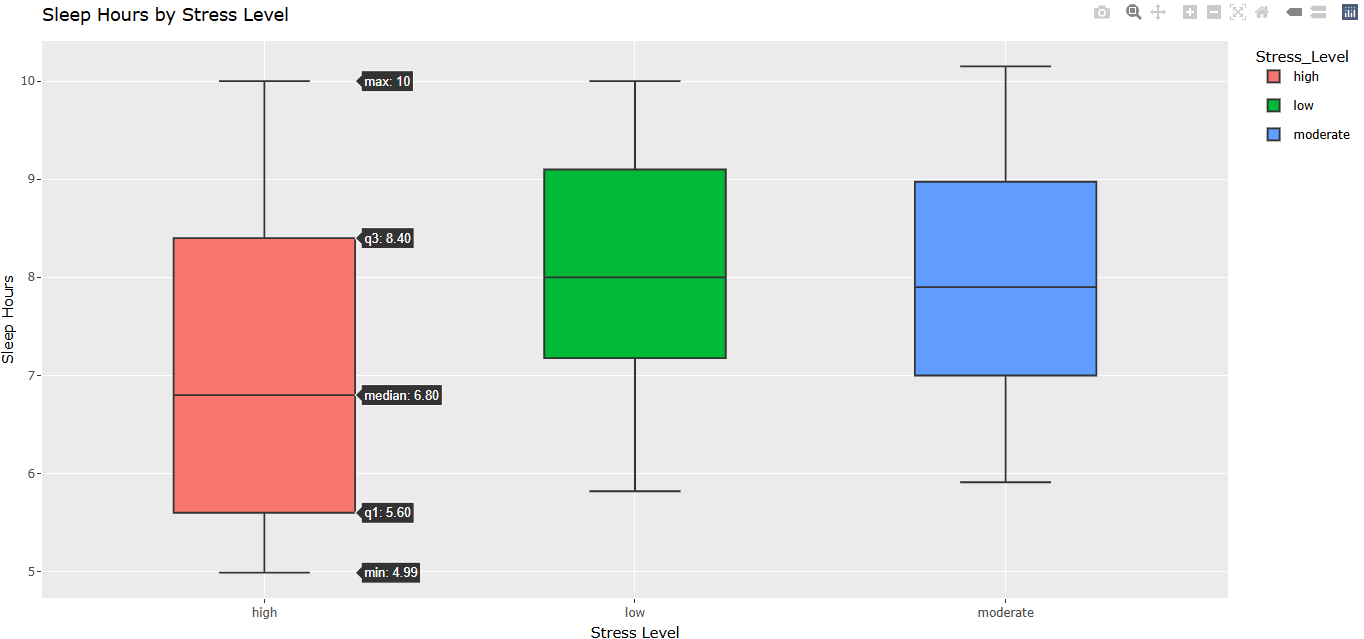 Sleep Hours by Stress Level
Stress_Level
high
low
moderate
Sleep Hours
10
9
8
7
6
5
max: 10
q3: 8.40
median: 6.80
q1: 5.60
min: 4.99
high
low
moderate
Stress Level